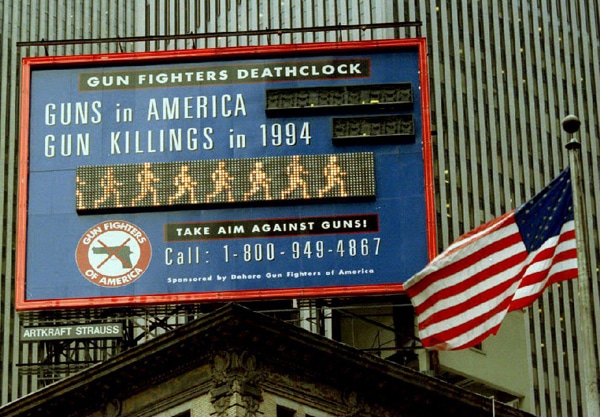 GUN FIGHTERS DEATHCLOCK
GUNS in AMERICA
GUN KILLINGS in 1994
TAKE AIM AGAINST GUNS!
Call: 1-800-949-4867
Sponsored by Dehere Gun Fighters of America
GUN FIGHTERS
OF AMERICA
ARTKRAFT STRAUSS